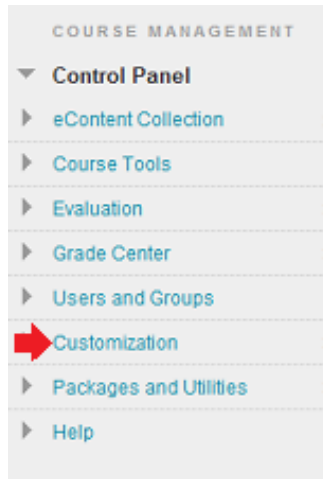 COURSE MANAGEMENT
Control Panel
eContent Collection
Course Tools
Evaluation
Grade Center
Users and Groups
Customization
Packages and Utilities
Help